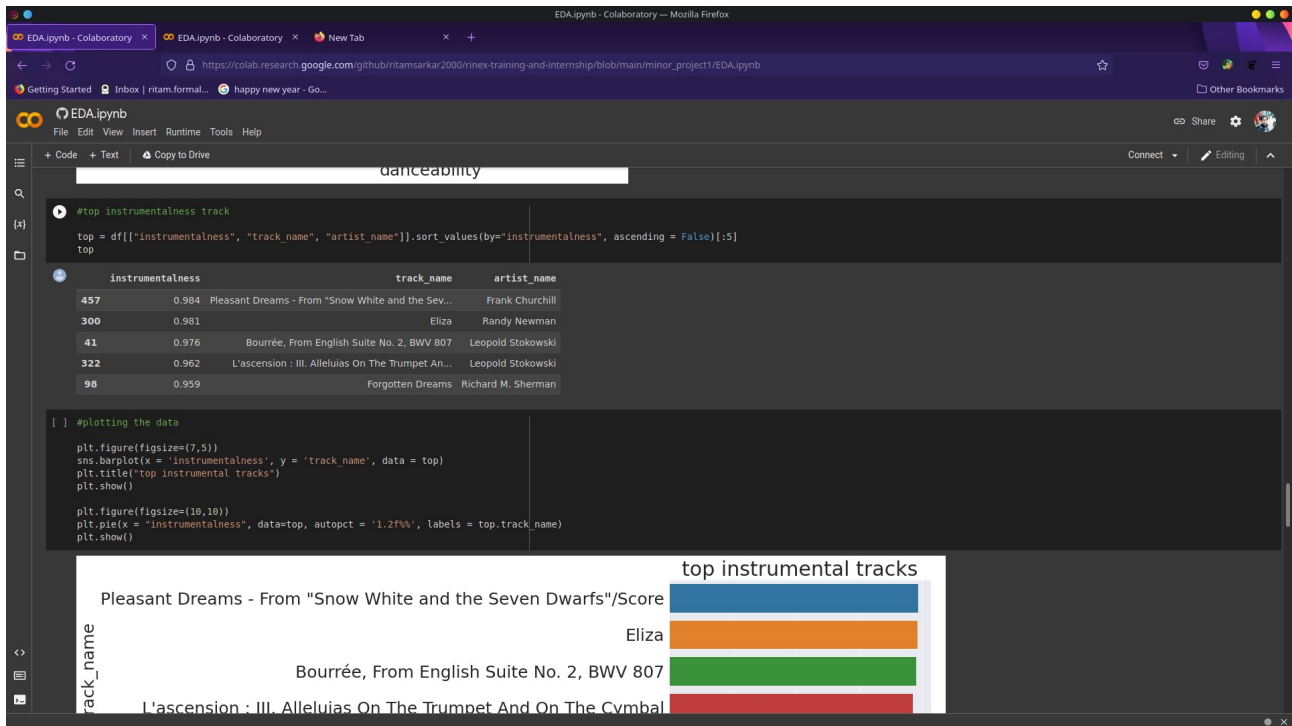 EDA.ipynb - Colaboratory — Mozilla Firefox
EDA.ipynb - Colaboratory × EDA.ipynb - Colaboratory × New Tab × +
https://colab.research.google.com/github/ritamsarkar2000/rinex-training-and-internship/blob/main/minor_project1/EDA.ipynb
Getting Started Inbox | ritam.formal... happy new year - Go... Other Bookmarks
EDA.ipynb
Share
File Edit View Insert Runtime Tools Help
+ Code + Text Copy to Drive Connect Editing
danceability
#top instrumentalness track
top = df[["instrumentalness", "track_name", "artist_name"]].sort_values(by="instrumentalness", ascending = False)[:5]
top
instrumentalness track_name artist_name
457 0.984 Pleasant Dreams - From "Snow White and the Sev... Frank Churchill
300 0.981 Eliza Randy Newman
41 0.976 Bourrée, From English Suite No. 2, BWV 807 Leopold Stokowski
322 0.962 L'ascension : III. Alleluias On The Trumpet An... Leopold Stokowski
98 0.959 Forgotten Dreams Richard M. Sherman
[ ] #plotting the data
plt.figure(figsize=(7,5))
sns.barplot(x = 'instrumentalness', y = 'track_name', data = top)
plt.title("top instrumental tracks")
plt.show()
plt.figure(figsize=(10,10))
plt.pie(x = "instrumentalness", data=top, autopct = '1.2f%%', labels = top.track_name)
plt.show()
top instrumental tracks
Pleasant Dreams - From "Snow White and the Seven Dwarfs"/Score
Eliza
Bourrée, From English Suite No. 2, BWV 807
L'ascension : III. Alleluias On The Trumpet And On The Cymbal
rack_name